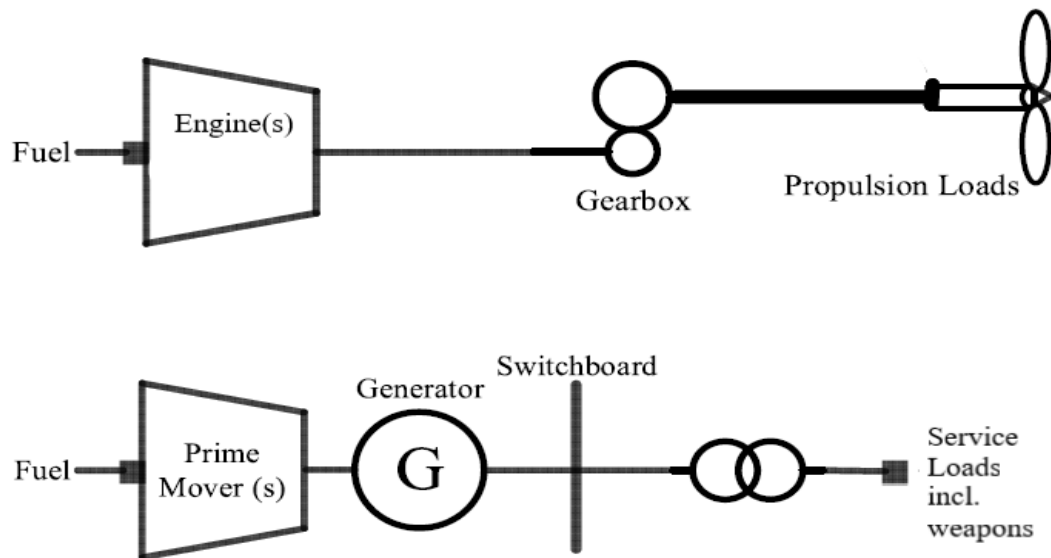 Engine(s)
Fuel
Gearbox
Propulsion Loads
Switchboard
Generator
Fuel
Prime
Mover (s)
G
Service
Loads
incl.
weapons